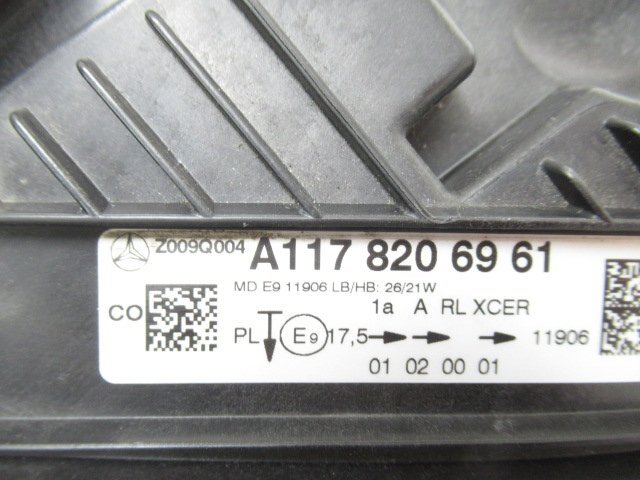 Z009Q004 A117 820 69 61
MD E9 11906 LB/HB: 26/21W
1a A RL XCER
CO PL E9 17,5 11906
01 02 00 01